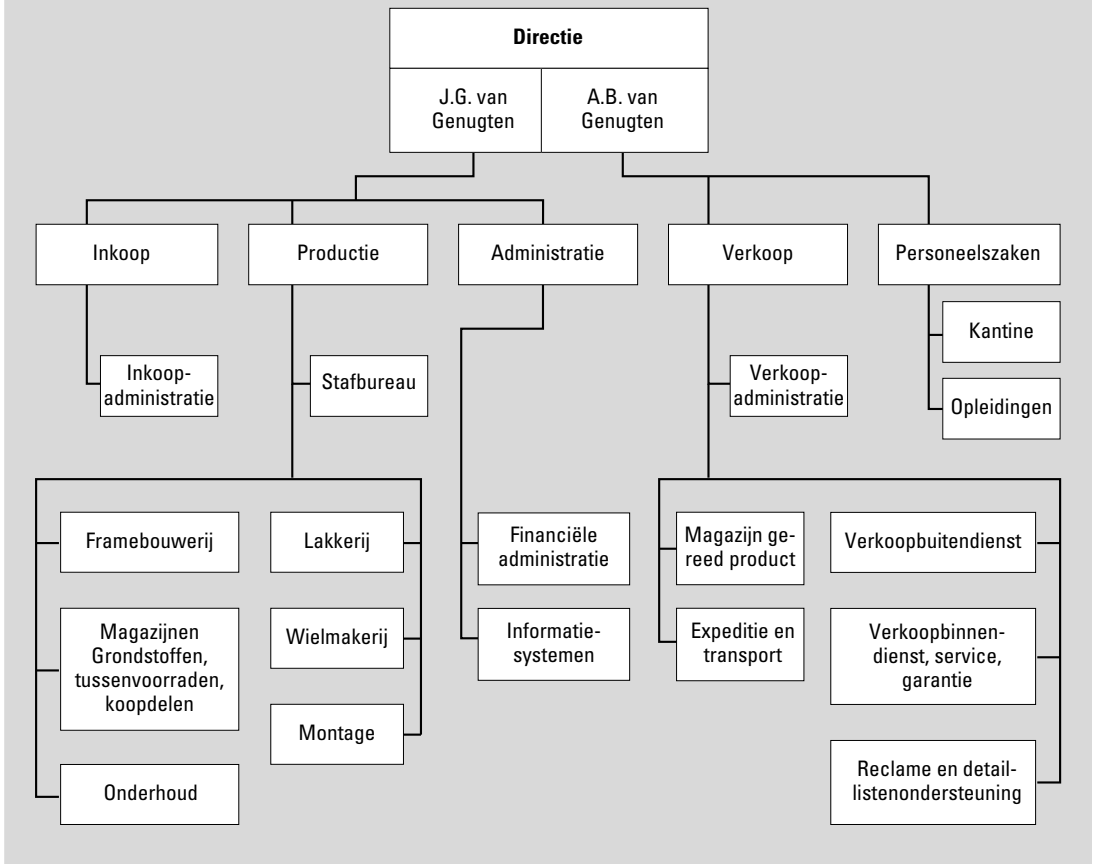 Directie
J.G. van
Genugten
A.B. van
Genugten
Inkoop
Productie
Administratie
Verkoop
Personeelszaken
Kantine
Inkoop-
administratie
Stafbureau
Verkoop-
administratie
Opleidingen
Framebouwerij
Lakkerij
Financiële
administratie
Magazijn ge-
reed product
Verkoopbuitendienst
Magazijnen
Grondstoffen,
tussenvoorraden,
koopdelen
Wielmakerij
Informatie-
systemen
Expeditie en
transport
Verkoopbinnen-
dienst, service,
garantie
Montage
Onderhoud
Reclame en detail-
listenondersteuning